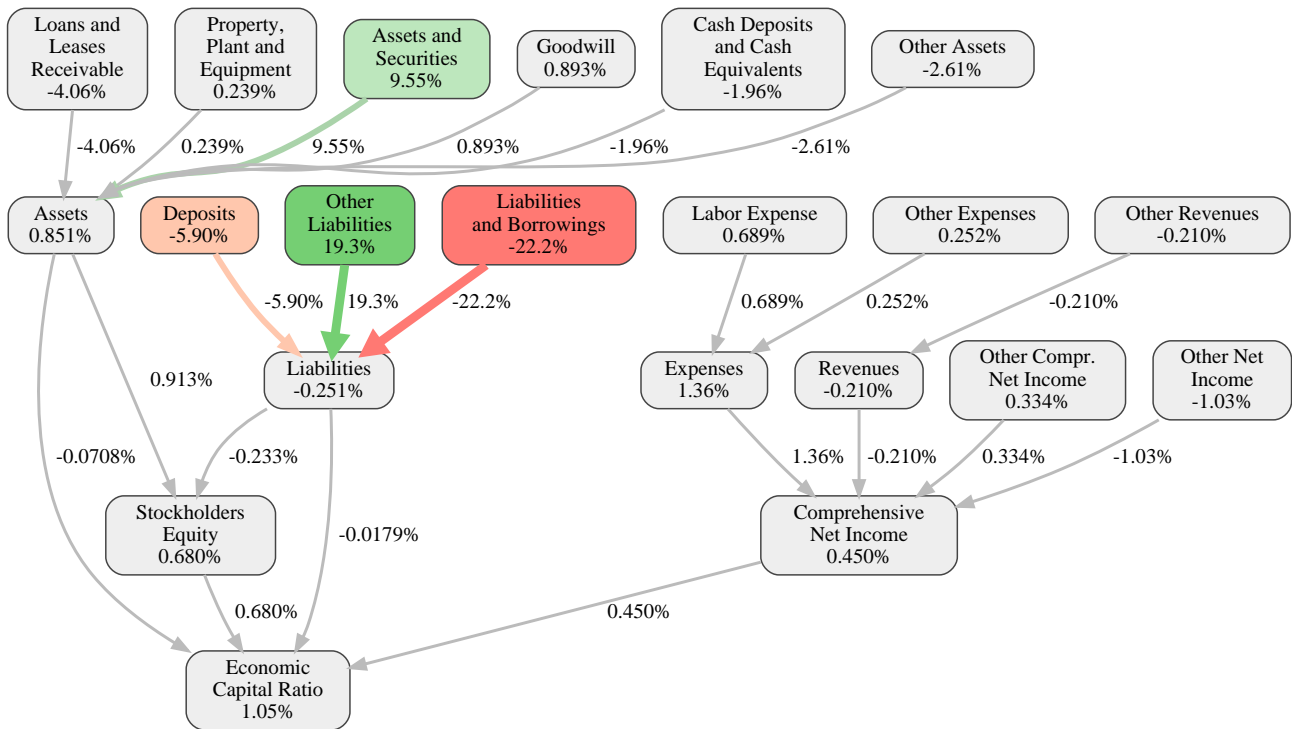 Loans and
Leases
Receivable
-4.06%
Property,
Plant and
Equipment
0.239%
Assets and
Securities
9.55%
Goodwill
0.893%
Cash Deposits
and Cash
Equivalents
-1.96%
Other Assets
-2.61%
-4.06%
0.239%
9.55%
0.893%
-1.96%
-2.61%
Assets
0.851%
Deposits
-5.90%
Other
Liabilities
19.3%
Liabilities
and Borrowings
-22.2%
Labor Expense
0.689%
Other Expenses
0.252%
Other Revenues
-0.210%
-5.90%
19.3%
-22.2%
0.689%
0.252%
-0.210%
Liabilities
-0.251%
Expenses
1.36%
Revenues
-0.210%
Other Compr.
Net Income
0.334%
Other Net
Income
-1.03%
0.913%
-0.0708%
-0.233%
1.36%
-0.210%
0.334%
-1.03%
Stockholders
Equity
0.680%
-0.0179%
Comprehensive
Net Income
0.450%
0.680%
0.450%
Economic
Capital Ratio
1.05%